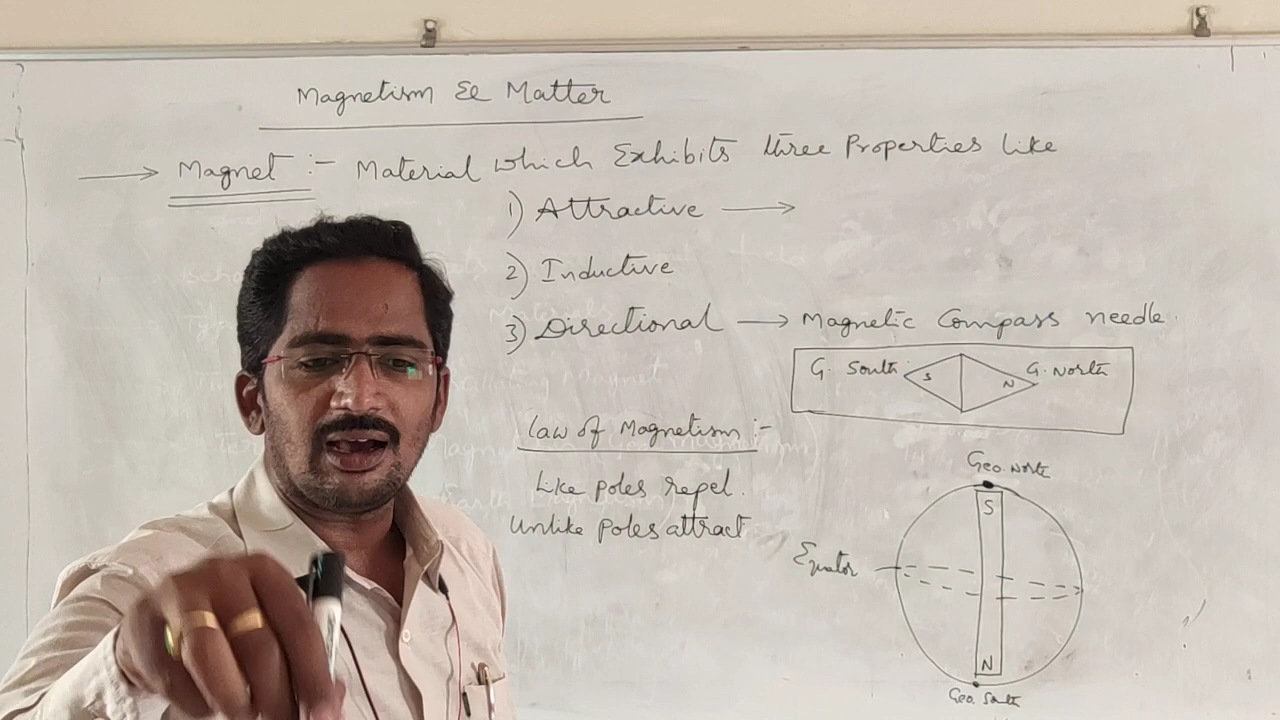 Magnetism & Matter
→ Magnet :- Material which Exhibits three Properties like
1) Attractive →
2) Inductive
3) Directional → Magnetic Compass needle.
G. South S N G. North
Law of Magnetism :-
Like poles repel.
Unlike poles attract
Geo. North
S
Equator
N
Geo. South